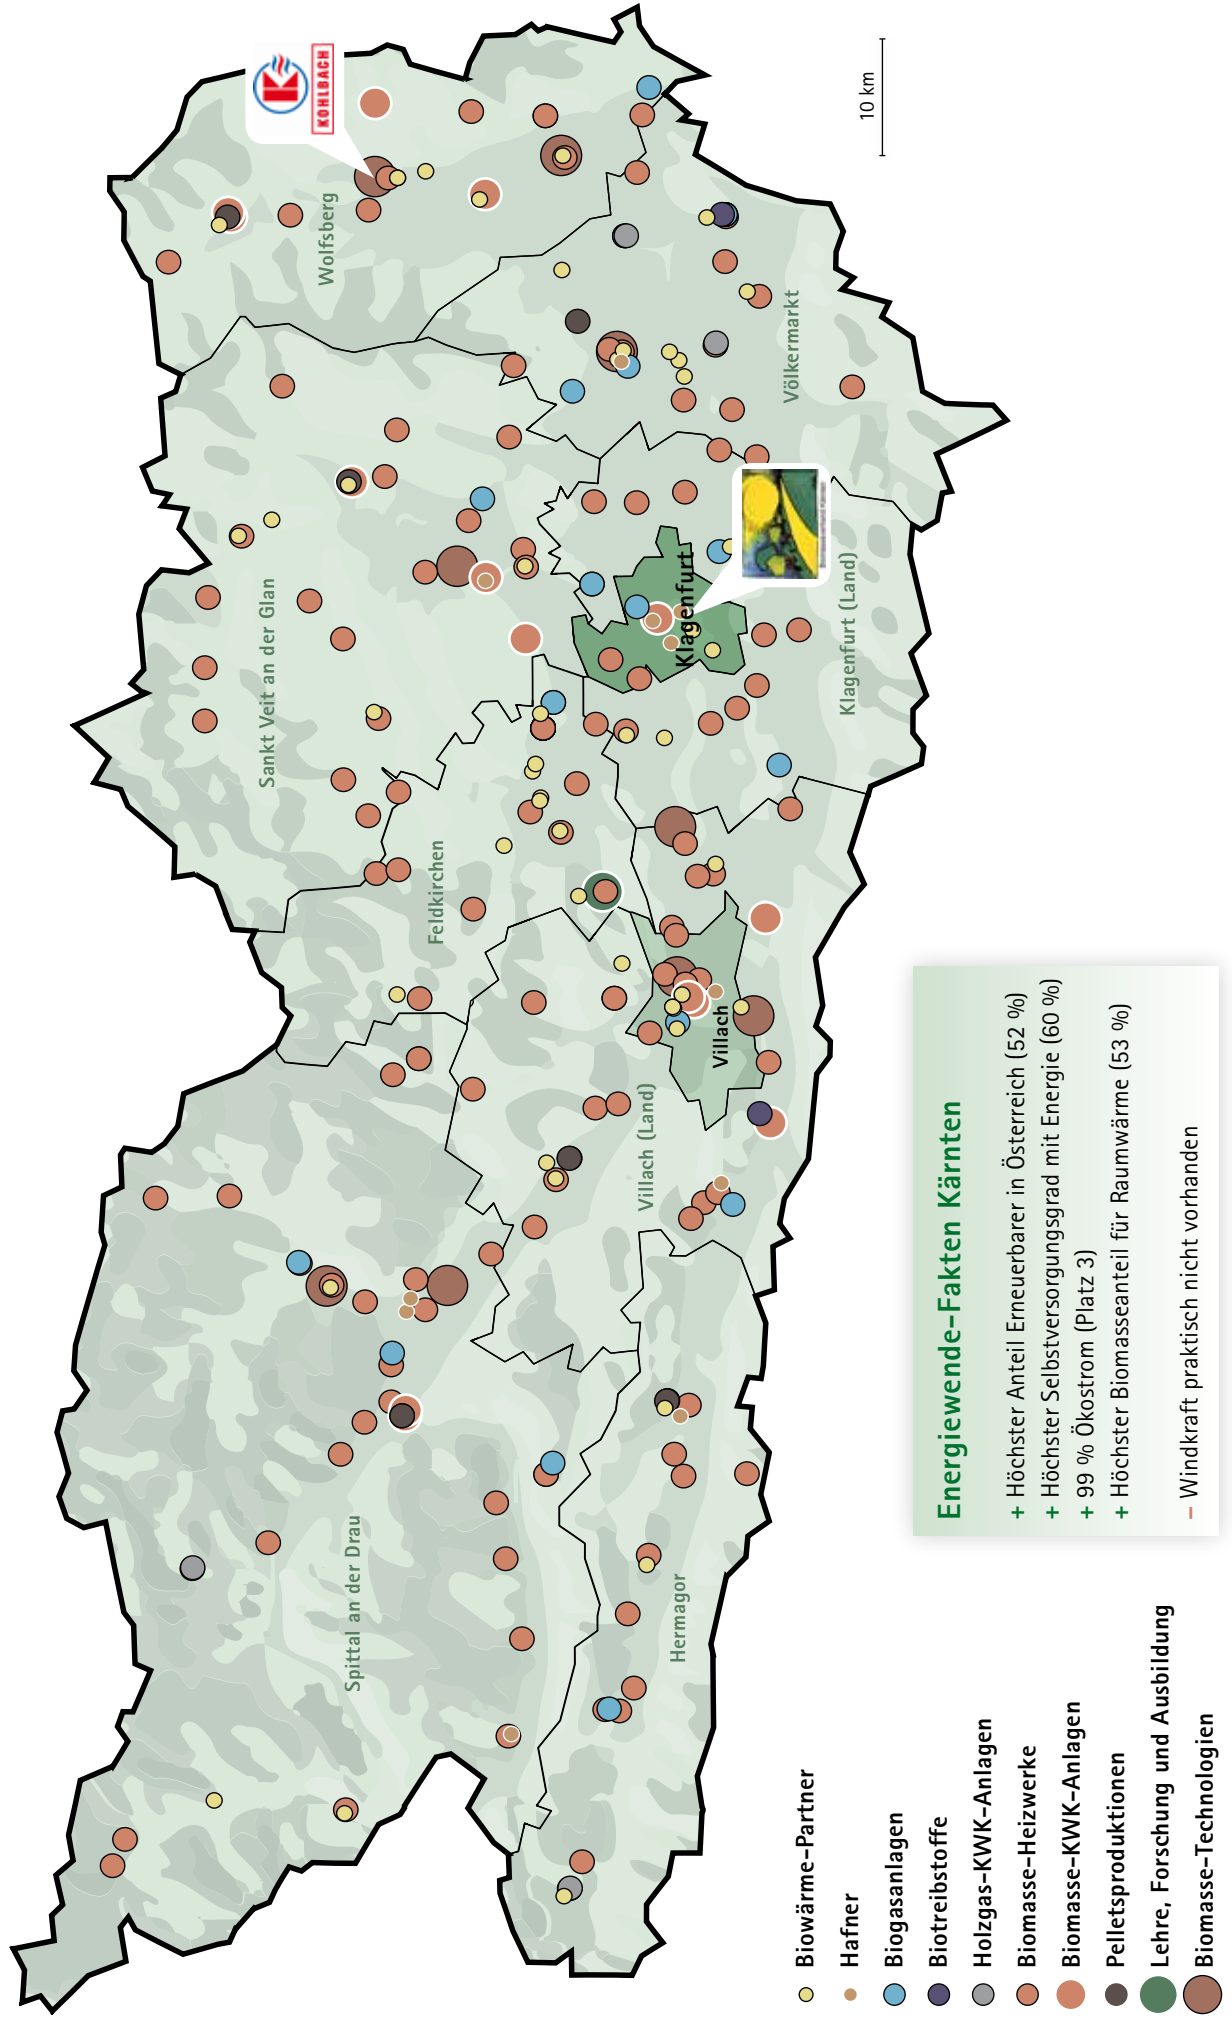 KOHLBACH
Wolfsberg
Sankt Veit an der Glan
Feldkirchen
Spittal an der Drau
Völkermarkt
Klagenfurt
Klagenfurt (Land)
Villach
Villach (Land)
Hermagor
10 km
Biowärme-Partner
Hafner
Biogasanlagen
Biotreibstoffe
Holzgas-KWK-Anlagen
Biomasse-Heizwerke
Biomasse-KWK-Anlagen
Pelletsproduktionen
Lehre, Forschung und Ausbildung
Biomasse-Technologien
Energiewende-Fakten Kärnten
+ Höchster Anteil Erneuerbarer in Österreich (52 %)
+ Höchster Selbstversorgungsgrad mit Energie (60 %)
+ 99 % Ökostrom (Platz 3)
+ Höchster Biomasseanteil für Raumwärme (53 %)
– Windkraft praktisch nicht vorhanden